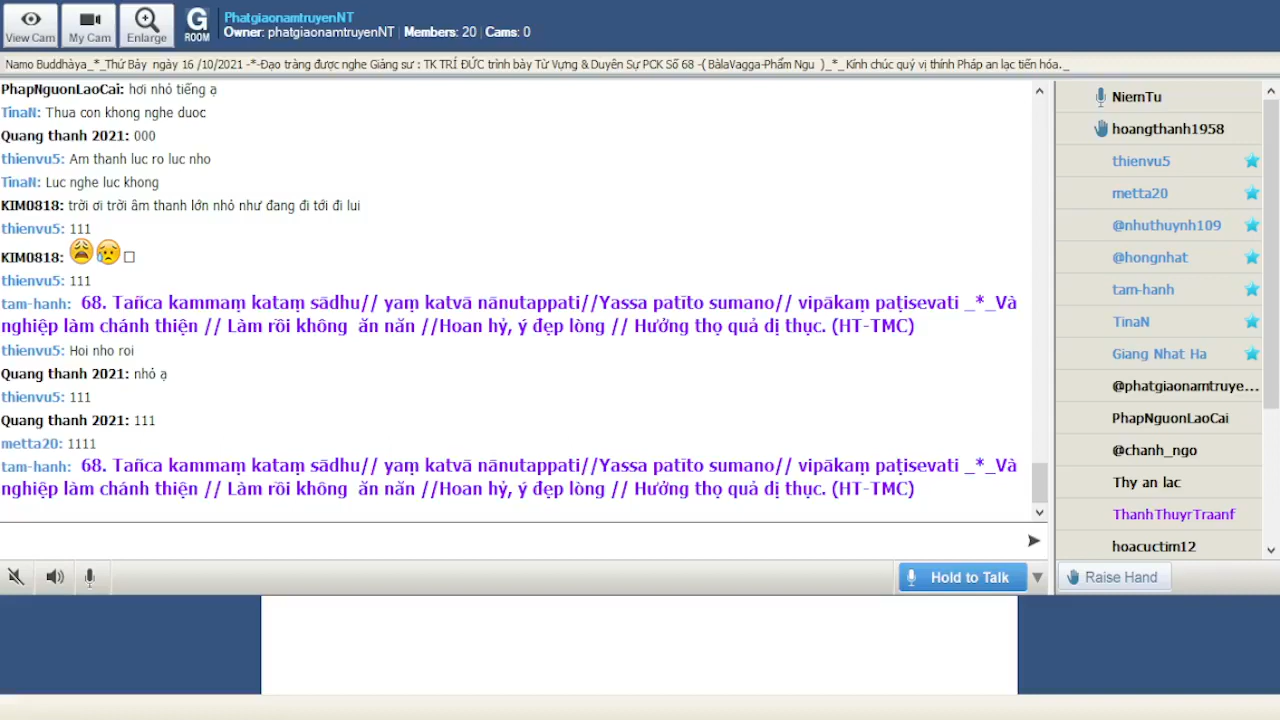 View Cam
My Cam
Enlarge
G
ROOM
PhatgiaonamtruyenNT
Owner: phatgiaonamtruyenNT | Members: 20 | Cams: 0
Namo Buddhàya_*_Thứ Bảy ngày 16 /10/2021 -*-Đạo tràng được nghe Giảng sư : TK TRÍ ĐỨC trình bày Từ Vựng & Duyên Sự PCK Số 68 -( BàlaVagga-Phẩm Ngu )_*_ Kính chúc quý vị thính Pháp an lạc tiến hóa._
PhapNguonLaoCai: hơi nhỏ tiếng ạ
TinaN: Thua con khong nghe duoc
Quang thanh 2021: 000
thienvu5: Am thanh luc ro luc nho
TinaN: Luc nghe luc khong
KIM0818: trời ơi trời âm thanh lớn nhỏ như đang đi tới đi lui
thienvu5: 111
KIM0818:
thienvu5: 111
tam-hanh: 68. Tañca kammaṃ kataṃ sādhu// yaṃ katvā nānutappati//Yassa patīto sumano// vipākaṃ paṭisevati _*_Và
nghiệp làm chánh thiện // Làm rồi không ăn năn //Hoan hỷ, ý đẹp lòng // Hưởng thọ quả dị thục. (HT-TMC)
thienvu5: Hoi nho roi
Quang thanh 2021: nhỏ ạ
thienvu5: 111
Quang thanh 2021: 111
metta20: 1111
tam-hanh: 68. Tañca kammaṃ kataṃ sādhu// yaṃ katvā nānutappati//Yassa patīto sumano// vipākaṃ paṭisevati _*_Và
nghiệp làm chánh thiện // Làm rồi không ăn năn //Hoan hỷ, ý đẹp lòng // Hưởng thọ quả dị thục. (HT-TMC)
Hold to Talk
NiemTu
hoangthanh1958
thienvu5
metta20
@nhuthuynh109
@hongnhat
tam-hanh
TinaN
Giang Nhat Ha
@phatgiaonamtruye...
PhapNguonLaoCai
@chanh_ngo
Thy an lac
ThanhThuyrTraanf
hoacuctim12
Raise Hand